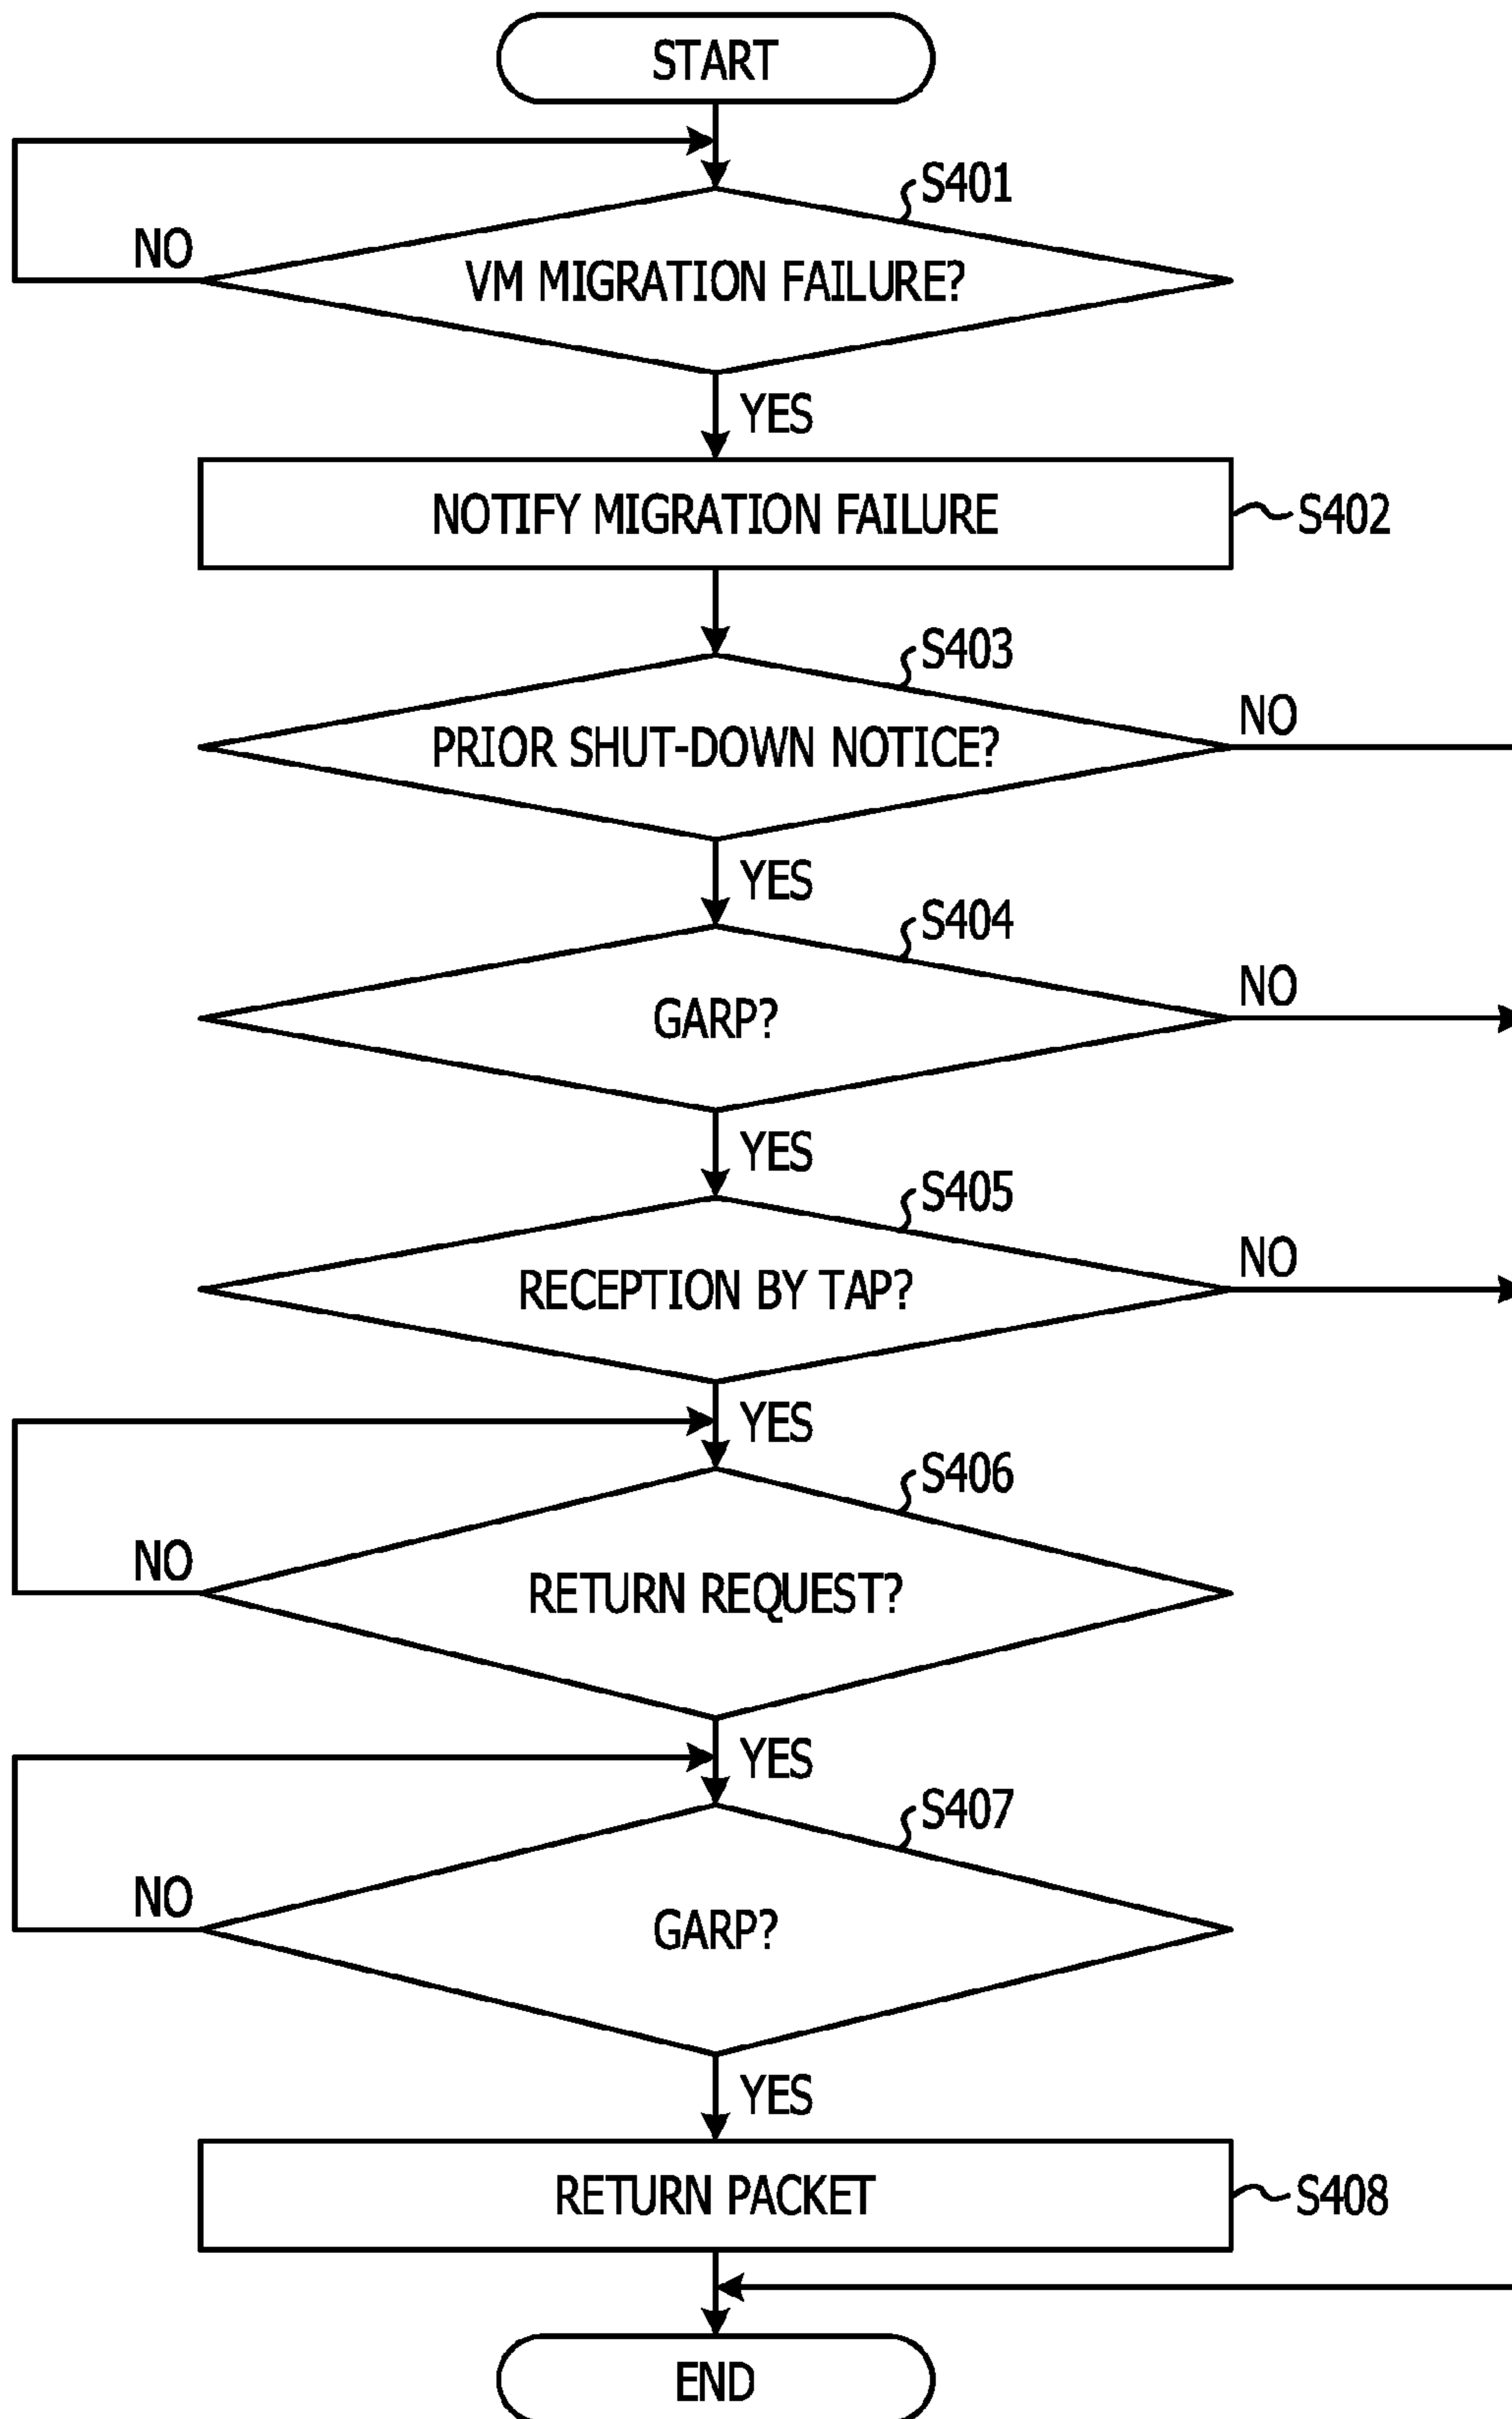 START
S401
NO
VM MIGRATION FAILURE?
YES
NOTIFY MIGRATION FAILURE
S402
S403
NO
PRIOR SHUT-DOWN NOTICE?
YES
S404
NO
GARP?
YES
S405
NO
RECEPTION BY TAP?
YES
S406
NO
RETURN REQUEST?
YES
S407
NO
GARP?
YES
RETURN PACKET
S408
END